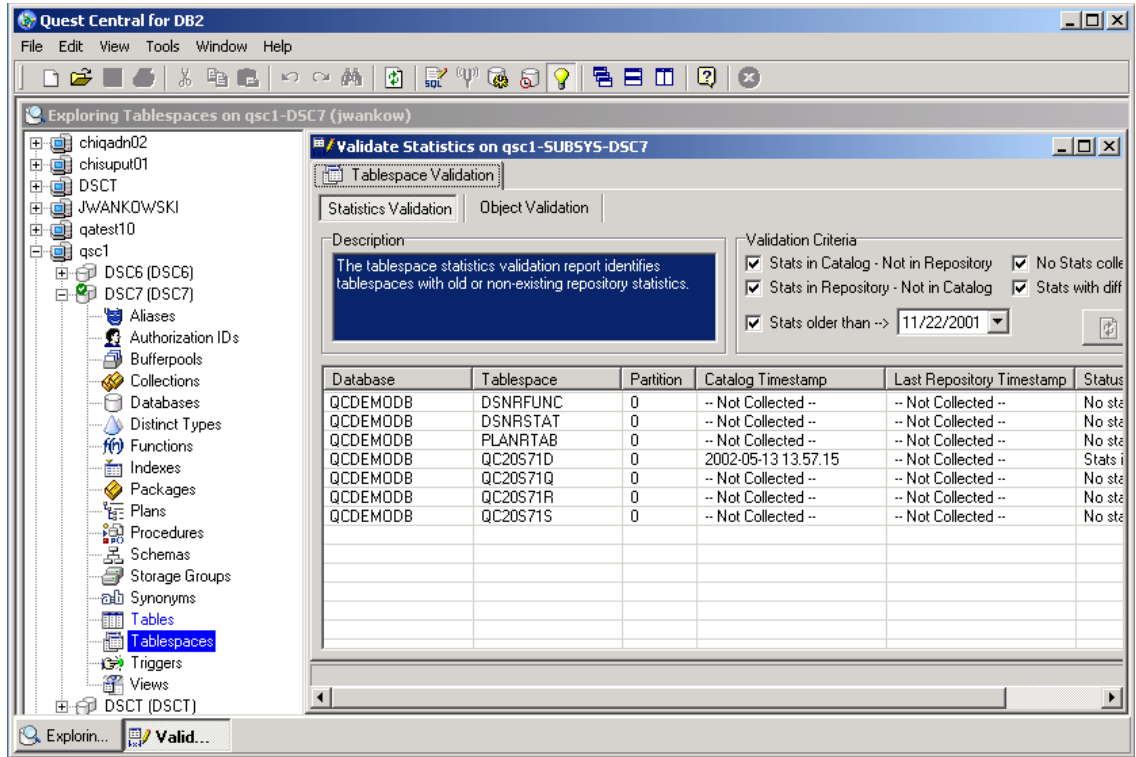 Quest Central for DB2
File Edit View Tools Window Help
SQL
Exploring Tablespaces on qsc1-DSC7 (jwankow)
chiqadn02
chisuput01
DSCT
JWANKOWSKI
qatest10
qsc1
DSC6 (DSC6)
DSC7 (DSC7)
Aliases
Authorization IDs
Bufferpools
Collections
Databases
Distinct Types
Functions
Indexes
Packages
Plans
Procedures
Schemas
Storage Groups
Synonyms
Tables
Tablespaces
Triggers
Views
DSCT (DSCT)
Validate Statistics on qsc1-SUBSYS-DSC7
Tablespace Validation
Statistics Validation Object Validation
Description
The tablespace statistics validation report identifies
tablespaces with old or non-existing repository statistics.
Validation Criteria
Stats in Catalog - Not in Repository No Stats colle
Stats in Repository - Not in Catalog Stats with diff
Stats older than --> 11/22/2001
Database Tablespace Partition Catalog Timestamp Last Repository Timestamp Status
QCDEMODB DSNRFUNC 0 -- Not Collected -- -- Not Collected -- No sta
QCDEMODB DSNRSTAT 0 -- Not Collected -- -- Not Collected -- No sta
QCDEMODB PLANRTAB 0 -- Not Collected -- -- Not Collected -- No sta
QCDEMODB QC20S71D 0 2002-05-13 13.57.15 -- Not Collected -- Stats i
QCDEMODB QC20S71Q 0 -- Not Collected -- -- Not Collected -- No sta
QCDEMODB QC20S71R 0 -- Not Collected -- -- Not Collected -- No sta
QCDEMODB QC20S71S 0 -- Not Collected -- -- Not Collected -- No sta
Explorin... Valid...